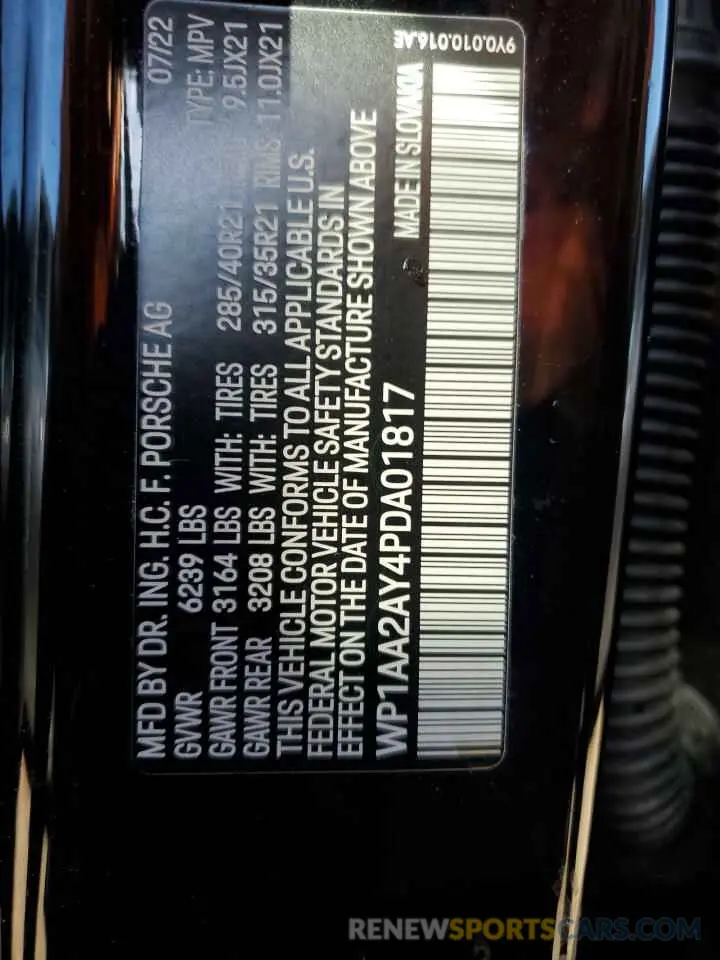 MFD BY DR. ING. H.C. F. PORSCHE AG 07/22
GVWR 6239 LBS TYPE: MPV
GAWR FRONT 3164 LBS WITH: TIRES 285/40R21 9.5JX21
GAWR REAR 3208 LBS WITH: TIRES 315/35R21 RIMS 11.0JX21
THIS VEHICLE CONFORMS TO ALL APPLICABLE U.S.
FEDERAL MOTOR VEHICLE SAFETY STANDARDS IN
EFFECT ON THE DATE OF MANUFACTURE SHOWN ABOVE
WP1AA2AY4PDA01817 MADE IN SLOVAKIA
9Y0.010.016.AE
RENEWSPORTSCARS.COM